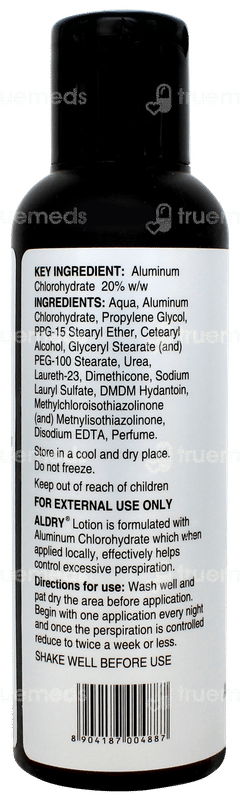 KEY INGREDIENT: Aluminum
Chlorohydrate 20% w/w
INGREDIENTS: Aqua, Aluminum
Chlorohydrate, Propylene Glycol,
PPG-15 Stearyl Ether, Cetearyl
Alcohol, Glyceryl Stearate (and)
PEG-100 Stearate, Urea,
Laureth-23, Dimethicone, Sodium
Lauryl Sulfate, DMDM Hydantoin,
Methylchloroisothiazolinone
(and) Metnylisothiazolinone,
Disodium EDTA, Perfume.
Store in a cool and dry place.
Do not freeze.
Keep out of reach of children
FOR EXTERNAL USE ONLY
ALDRY® Lotion is formulated with
Aluminum Chlorohydrate which when
applied locally, effectively helps
control excessive perspiration.
Directions for use: Wash well and
pat dry the area before application.
Begin with one application every night
and once the perspiration is controlled
reduce to twice a week or less.
SHAKE WELL BEFORE USE
8 904187 004887
truemeds
truemeds
truemeds
truemeds